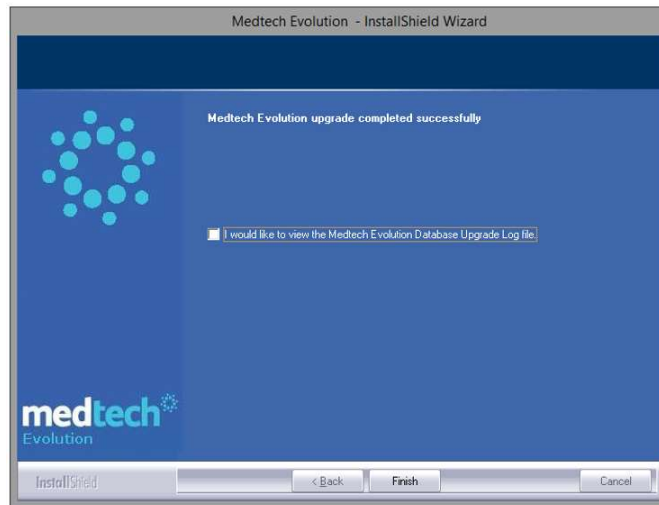 Medtech Evolution - InstallShield Wizard
Medtech Evolution upgrade completed successfully
I would like to view the Medtech Evolution Database Upgrade Log file.
medtech
Evolution
InstallShield
< Back
Finish
Cancel